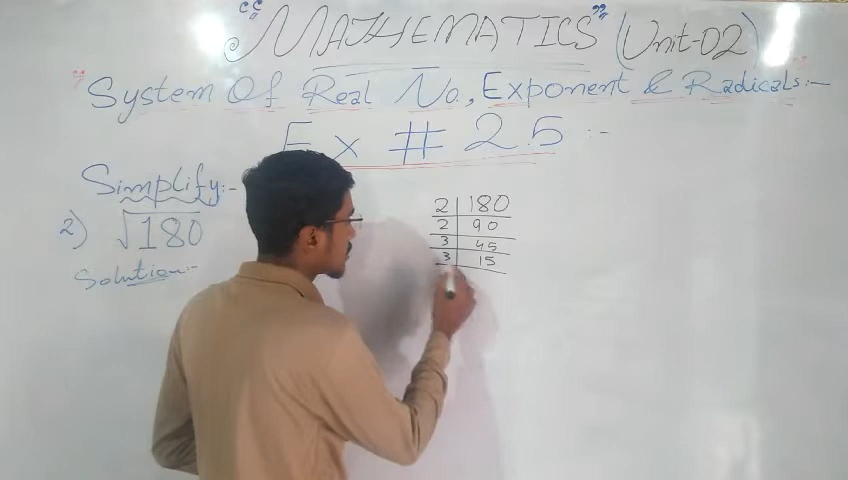 “MATHEMATICS” (Unit-02)
“System Of Real No., Exponent & Radicals:-”
Ex # 2.5 :-
Simplify:-
2) √180
Solution:-
2 | 180
2 | 90
3 | 45
3 | 15